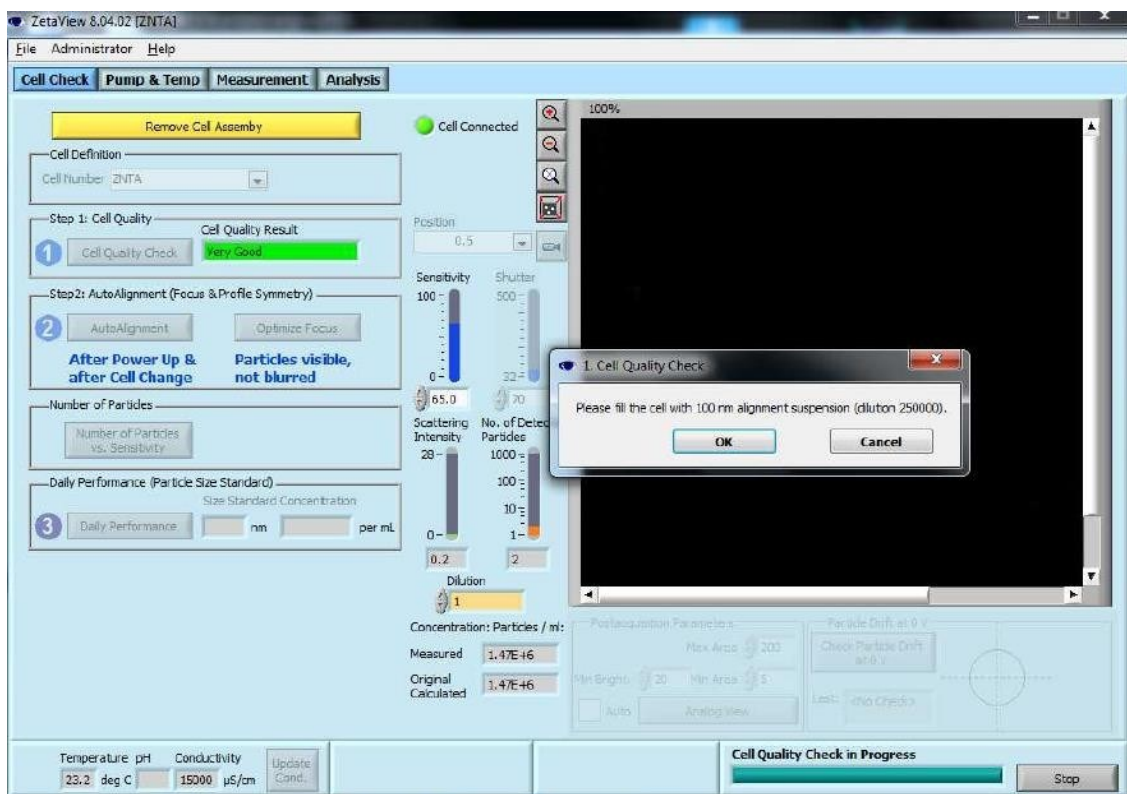 ZetaView 8.04.02 [ZNTA]
File Administrator Help
Cell Check Pump & Temp Measurement Analysis
Remove Cell Assemby
Cell Connected
100%
Cell Definition
Cell Number ZNTA
Step 1: Cell Quality
Cell Quality Result
1 Cell Quality Check Very Good
Position
0.5
Step2: AutoAlignment (Focus & Profile Symmetry)
2 AutoAlignment Optimize Focus
After Power Up &
after Cell Change
Particles visible,
not blurred
Sensitivity Shutter
100 500
0 32
65.0 70
Number of Particles
Number of Particles
vs. Sensitivity
Scattering
Intensity
No. of Detec
Particles
28 1000
100
10
0 1
0.2 2
Daily Performance (Particle Size Standard)
Size Standard Concentration
3 Daily Performance nm per mL
Dilution
1
Concentration: Particles / ml:
Measured 1.47E+6
Original
Calculated
1.47E+6
1. Cell Quality Check
Please fill the cell with 100 nm alignment suspension (dilution 250000).
OK Cancel
Postacquisition Parameters
Max Area 200
Min Bright 20 Min Area 5
Auto Analog View
Particle Drift at 0 V
Check Particle Drift
at 0 V
Last: <No Check>
Temperature pH Conductivity
23.2 deg C 15000 µS/cm
Update
Cond.
Cell Quality Check in Progress
Stop